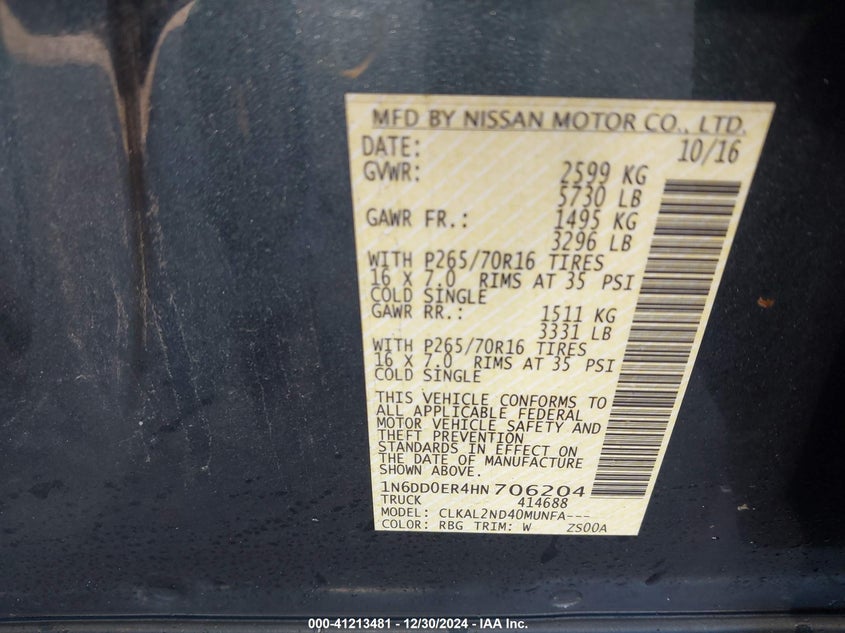 MFD BY NISSAN MOTOR CO., LTD.
DATE: 10/16
GVWR: 2599 KG
5730 LB
GAWR FR.: 1495 KG
3296 LB
WITH P265/70R16 TIRES
16 X 7.0 RIMS AT 35 PSI
COLD SINGLE
GAWR RR.: 1511 KG
3331 LB
WITH P265/70R16 TIRES
16 X 7.0 RIMS AT 35 PSI
COLD SINGLE
THIS VEHICLE CONFORMS TO
ALL APPLICABLE FEDERAL
MOTOR VEHICLE SAFETY AND
THEFT PREVENTION
STANDARDS IN EFFECT ON
THE DATE OF MANUFACTURE
SHOWN ABOVE.
1N6DD0ER4HN706204
TRUCK 414688
MODEL: CLKAL2ND40MUNFA---
COLOR: RBG TRIM: W ZS00A
000-41213481 - 12/30/2024 - IAA Inc.